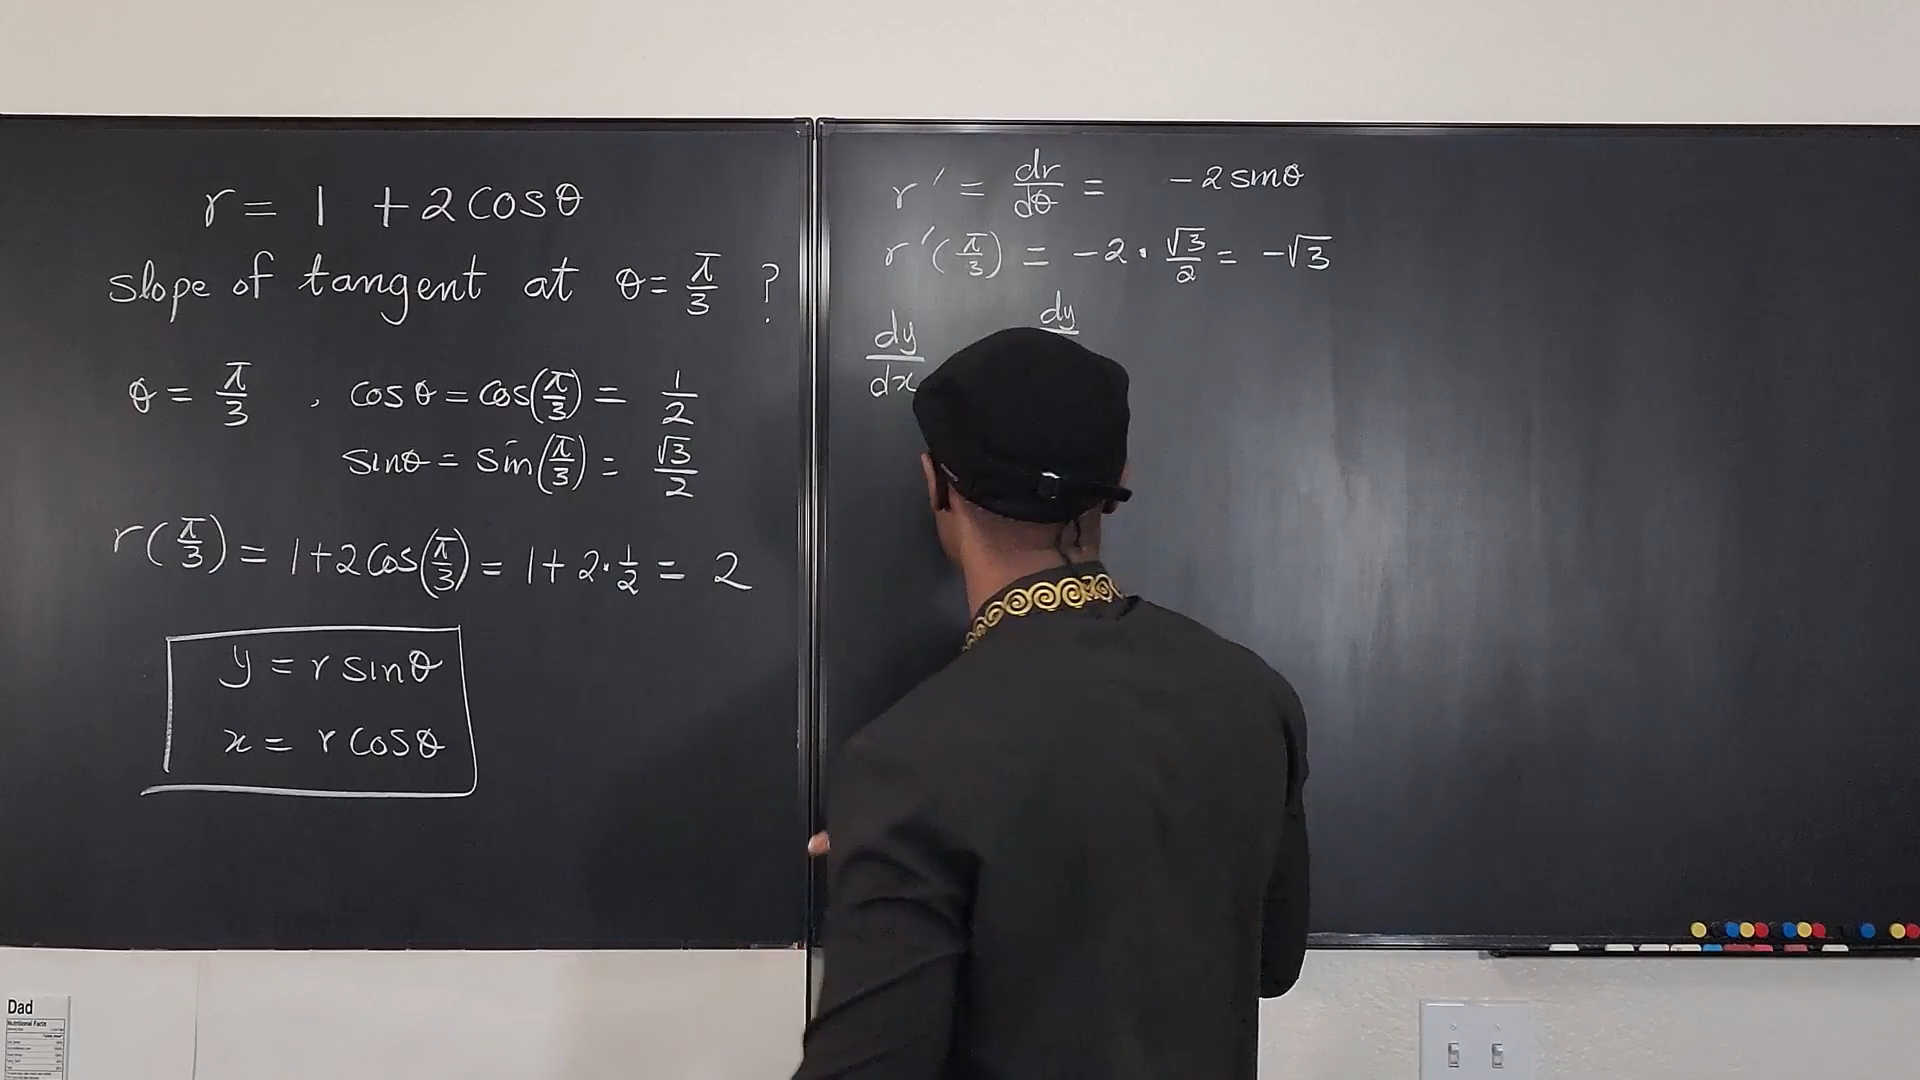 r = 1 + 2cosθ
slope of tangent at θ = π/3 ?
θ = π/3 , cosθ = cos(π/3) = 1/2
sinθ = sin(π/3) = √3/2
r(π/3) = 1+2cos(π/3) = 1+2·1/2 = 2
y = r sinθ
x = r cosθ
r′ = dr/dθ = -2sinθ
r′(π/3) = -2·√3/2 = -√3
dy/dx dy
Dad
Nutritional Facts